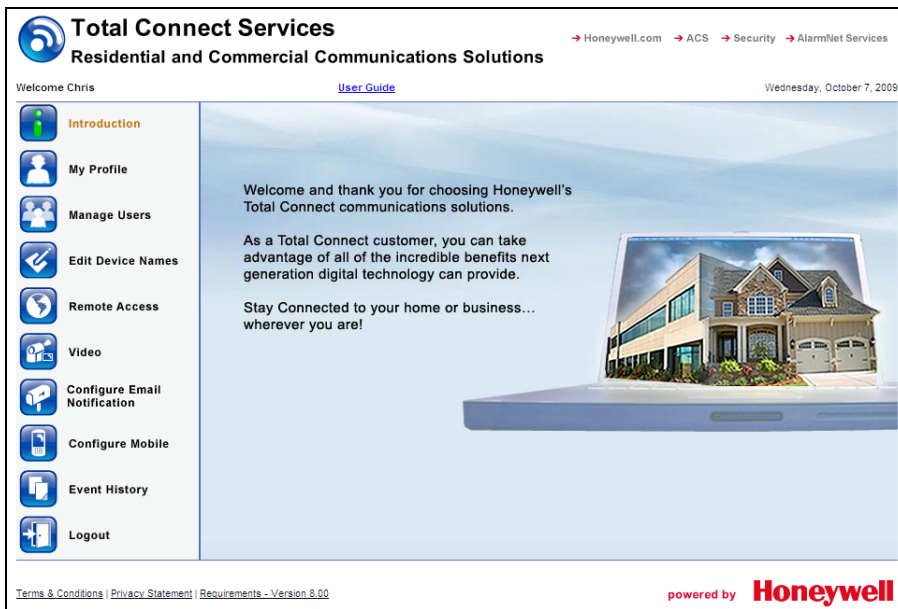 Total Connect Services
Residential and Commercial Communications Solutions
Honeywell.com ACS Security AlarmNet Services
Welcome Chris
User Guide
Wednesday, October 7, 2009
Introduction
My Profile
Manage Users
Edit Device Names
Remote Access
Video
Configure Email
Notification
Configure Mobile
Event History
Logout
Welcome and thank you for choosing Honeywell's
Total Connect communications solutions.
As a Total Connect customer, you can take
advantage of all of the incredible benefits next
generation digital technology can provide.
Stay Connected to your home or business...
wherever you are!
Terms & Conditions | Privacy Statement | Requirements - Version 8.00
powered by Honeywell